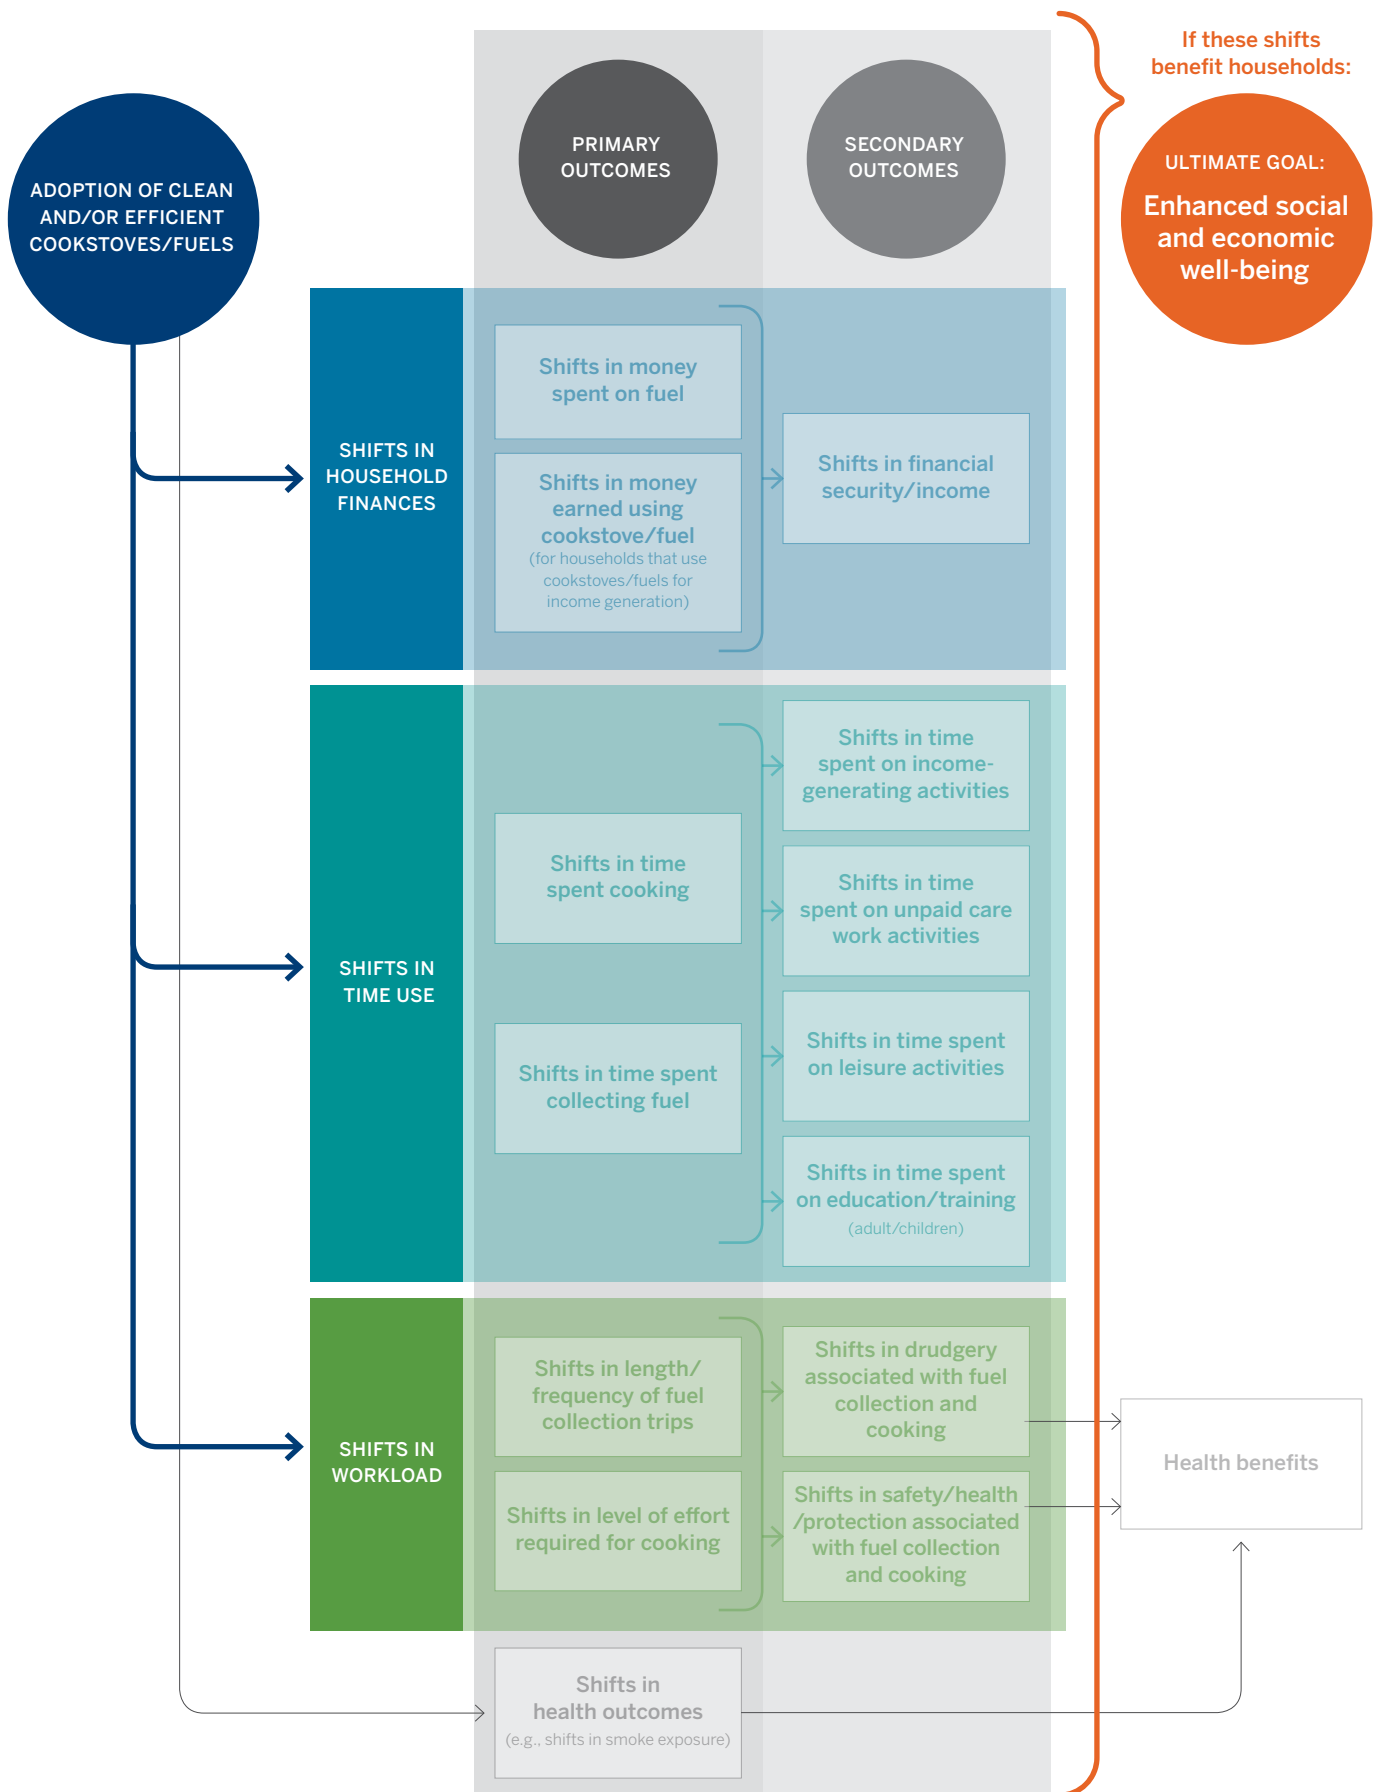 If these shifts
benefit households:
ADOPTION OF CLEAN
AND/OR EFFICIENT
COOKSTOVES/FUELS
PRIMARY
OUTCOMES
SECONDARY
OUTCOMES
ULTIMATE GOAL:
Enhanced social
and economic
well-being
SHIFTS IN
HOUSEHOLD
FINANCES
Shifts in money
spent on fuel
Shifts in money
earned using
cookstove/fuel
(for households that use
cookstoves/fuels for
income generation)
Shifts in financial
security/income
SHIFTS IN
TIME USE
Shifts in time
spent cooking
Shifts in time spent
collecting fuel
Shifts in time
spent on income-
generating activities
Shifts in time
spent on unpaid care
work activities
Shifts in time spent
on leisure activities
Shifts in time spent
on education/training
(adult/children)
SHIFTS IN
WORKLOAD
Shifts in length/
frequency of fuel
collection trips
Shifts in level of effort
required for cooking
Shifts in drudgery
associated with fuel
collection and
cooking
Shifts in safety/health
/protection associated
with fuel collection
and cooking
Health benefits
Shifts in
health outcomes
(e.g., shifts in smoke exposure)